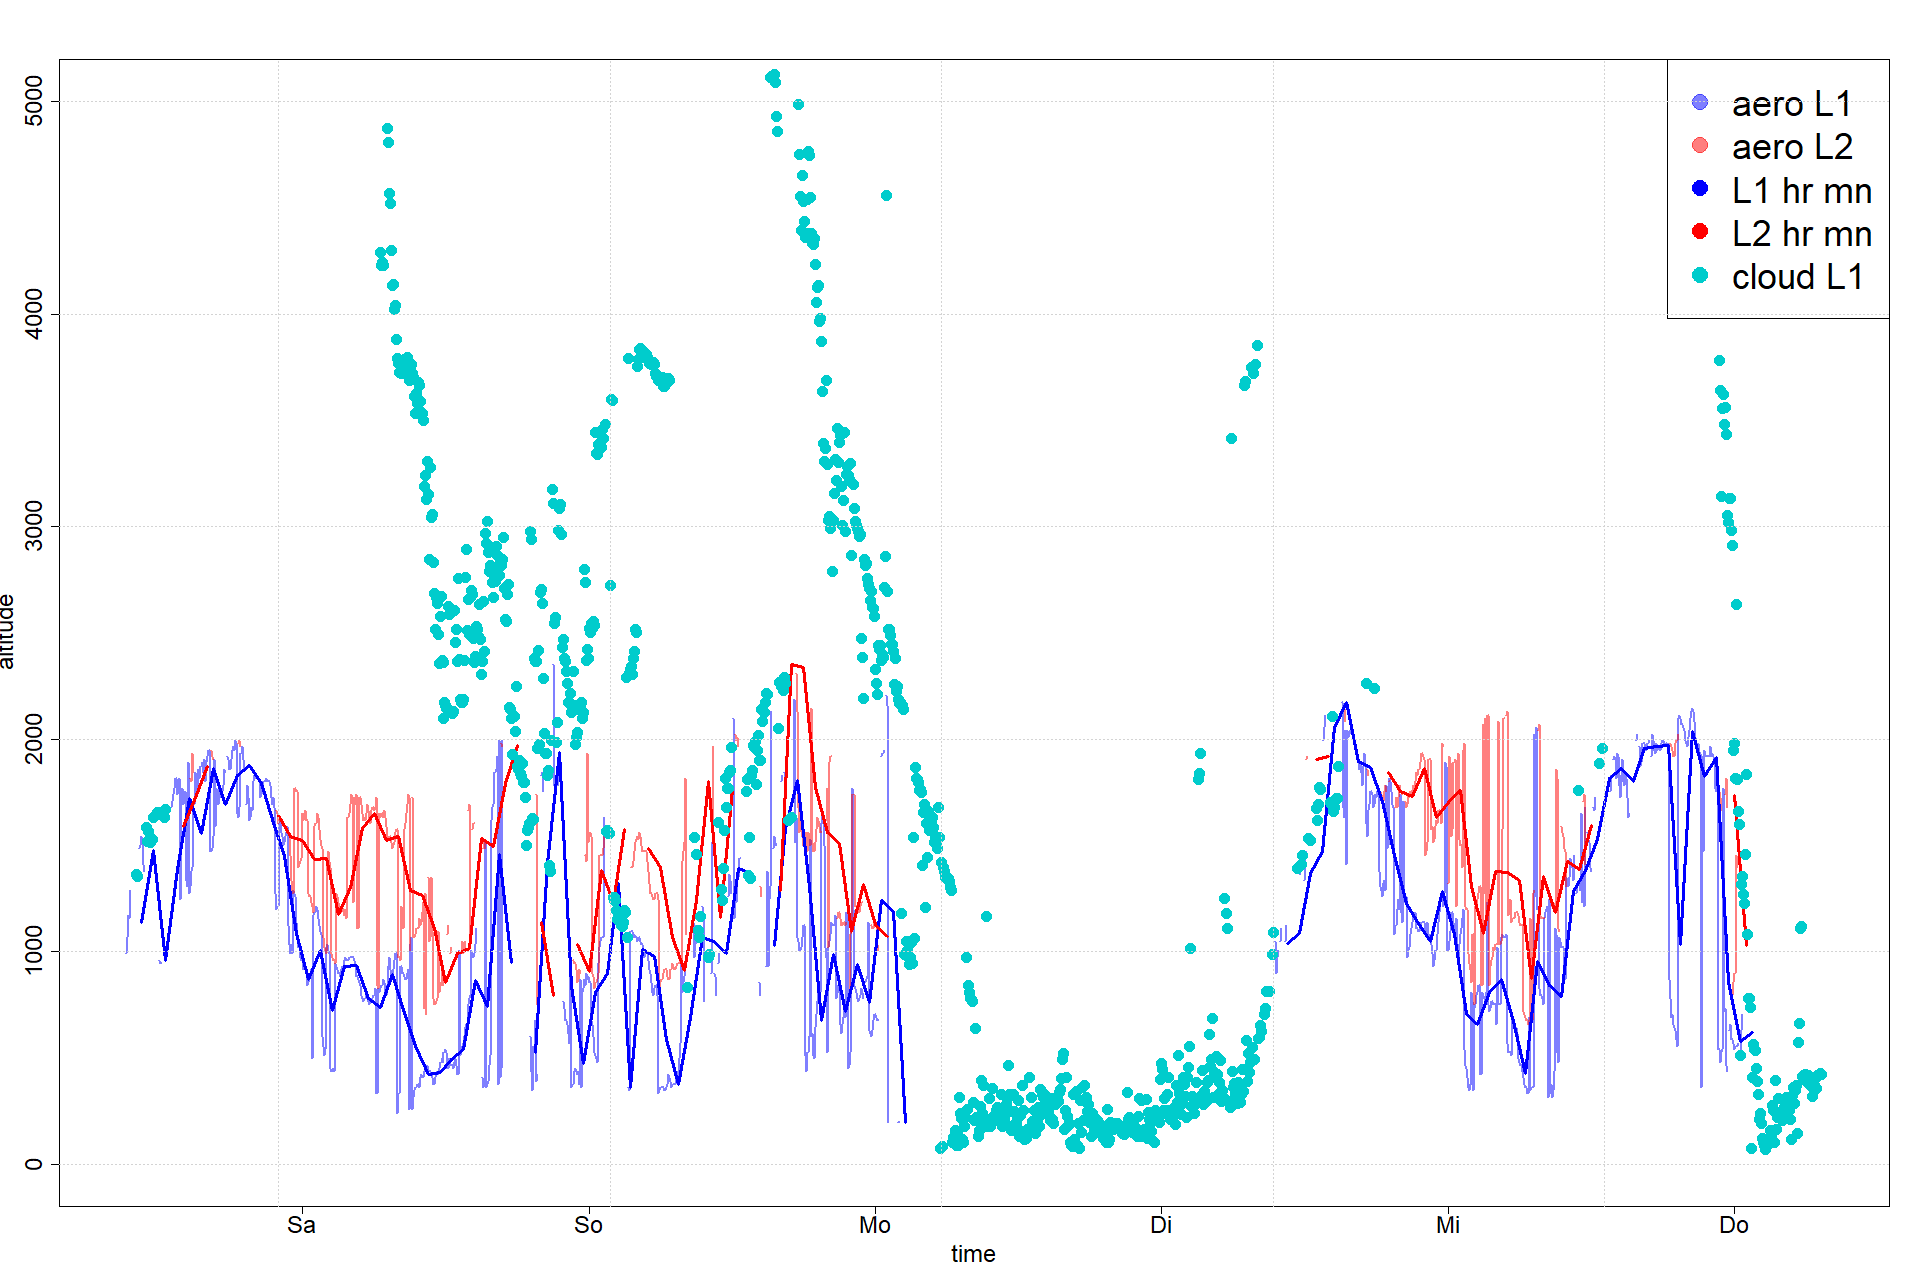 aero L1
aero L2
L1 hr mn
L2 hr mn
cloud L1
altitude
5000
4000
3000
2000
1000
0
Sa So Mo Di Mi Do
time